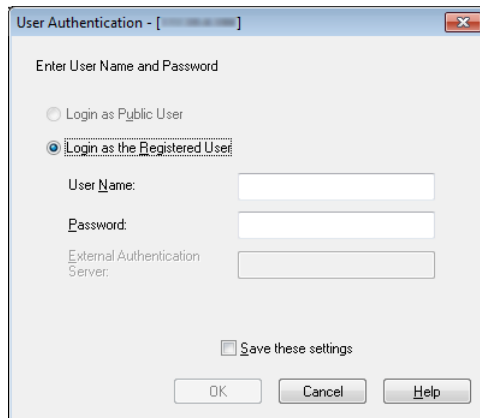 User Authentication - [
Enter User Name and Password
Login as Public User
Login as the Registered User
User Name:
Password:
External Authentication
Server:
Save these settings
OK Cancel Help